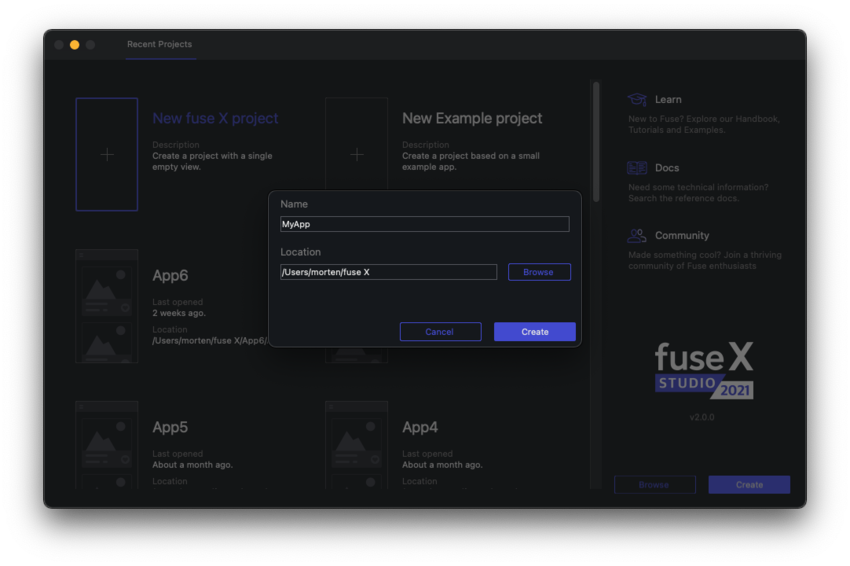 Recent Projects
New fuse X project
Description
Create a project with a single
empty view.
New Example project
Description
Create a project based on a small
example app.
Learn
New to Fuse? Explore our Handbook,
Tutorials and Examples.
Docs
Need some technical information?
Search the reference docs.
Community
Made something cool? Join a thriving
community of Fuse enthusiasts
Name
MyApp
Location
/Users/morten/fuse X
Browse
Cancel
Create
App6
Last opened
2 weeks ago.
Location
/Users/morten/fuse X/App6/
App5
Last opened
About a month ago.
Location
App4
Last opened
About a month ago.
Location
fuse X
STUDIO 2021
v2.0.0
Browse
Create